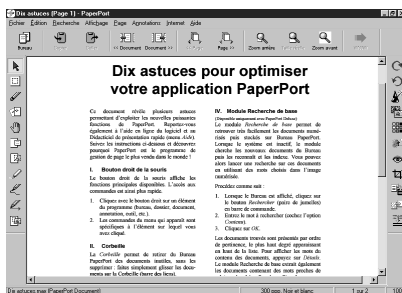 Dix astuces (Page 1) - PaperPort
Fichier Édition Recherche Affichage Page Annotations Internet Aide
Bureau << Document Document >> Page >> Zoom arrière Zoom avant
Dix astuces pour optimiser
votre application PaperPort
Ce document révèle plusieurs astuces
permettant d'exploiter les nouvelles puissantes
fonctions de PaperPort. Reportez-vous
également à l'aide en ligne du logiciel et au
Didacticiel de présentation rapide (menu Aide).
Suivez les instructions ci-dessous et découvrez
pourquoi PaperPort est le programme de
gestion de page le plus vendu dans le monde !
I. Bouton droit de la souris
Le bouton droit de la souris affiche les
fonctions principales disponibles. L'accès aux
commandes est ainsi plus rapide.
1. Cliquez avec le bouton droit sur un élément
du programme (bureau, dossier, document,
annotation, outil, etc.).
2. Les commandes du menu qui apparaît sont
spécifiques à l'élément sur lequel vous
avez cliqué.
II. Corbeille
La Corbeille permet de retirer du Bureau
PaperPort des documents inutiles, sans les
supprimer : faites simplement glisser les docu-
ments sur la Corbeille (barre des liens).
IV. Module Recherche de base
(Disponible uniquement avec PaperPort Deluxe)
Le module Recherche de base permet de
retrouver très facilement les documents numé-
risés puis stockés sur Bureau PaperPort.
Lorsque le système est inactif, le module
cherche les nouveaux documents du Bureau
puis les reconnaît et les indexe. Vous pouvez
alors lancer une recherche sur ces documents
en utilisant des mots choisis dans l'image
numérisée.
Procédez comme suit :
1. Lorsque le Bureau est affiché, cliquez sur
le bouton Rechercher (paire de jumelles)
en barre de commande.
2. Entrez le mot à rechercher (cochez l'option
Contenu).
3. Cliquez sur OK.
Les documents trouvés sont présentés par ordre
de pertinence, le plus haut degré apparaissant
en haut de la liste. Pour afficher les mots du
contenu des documents, appuyez sur Détails.
Le module Recherche de base extrait également
les documents contenant des mots proches de
Dix astuces.max (PaperPort Document) 300 ppp, Noir et blanc 1 sur 2 100